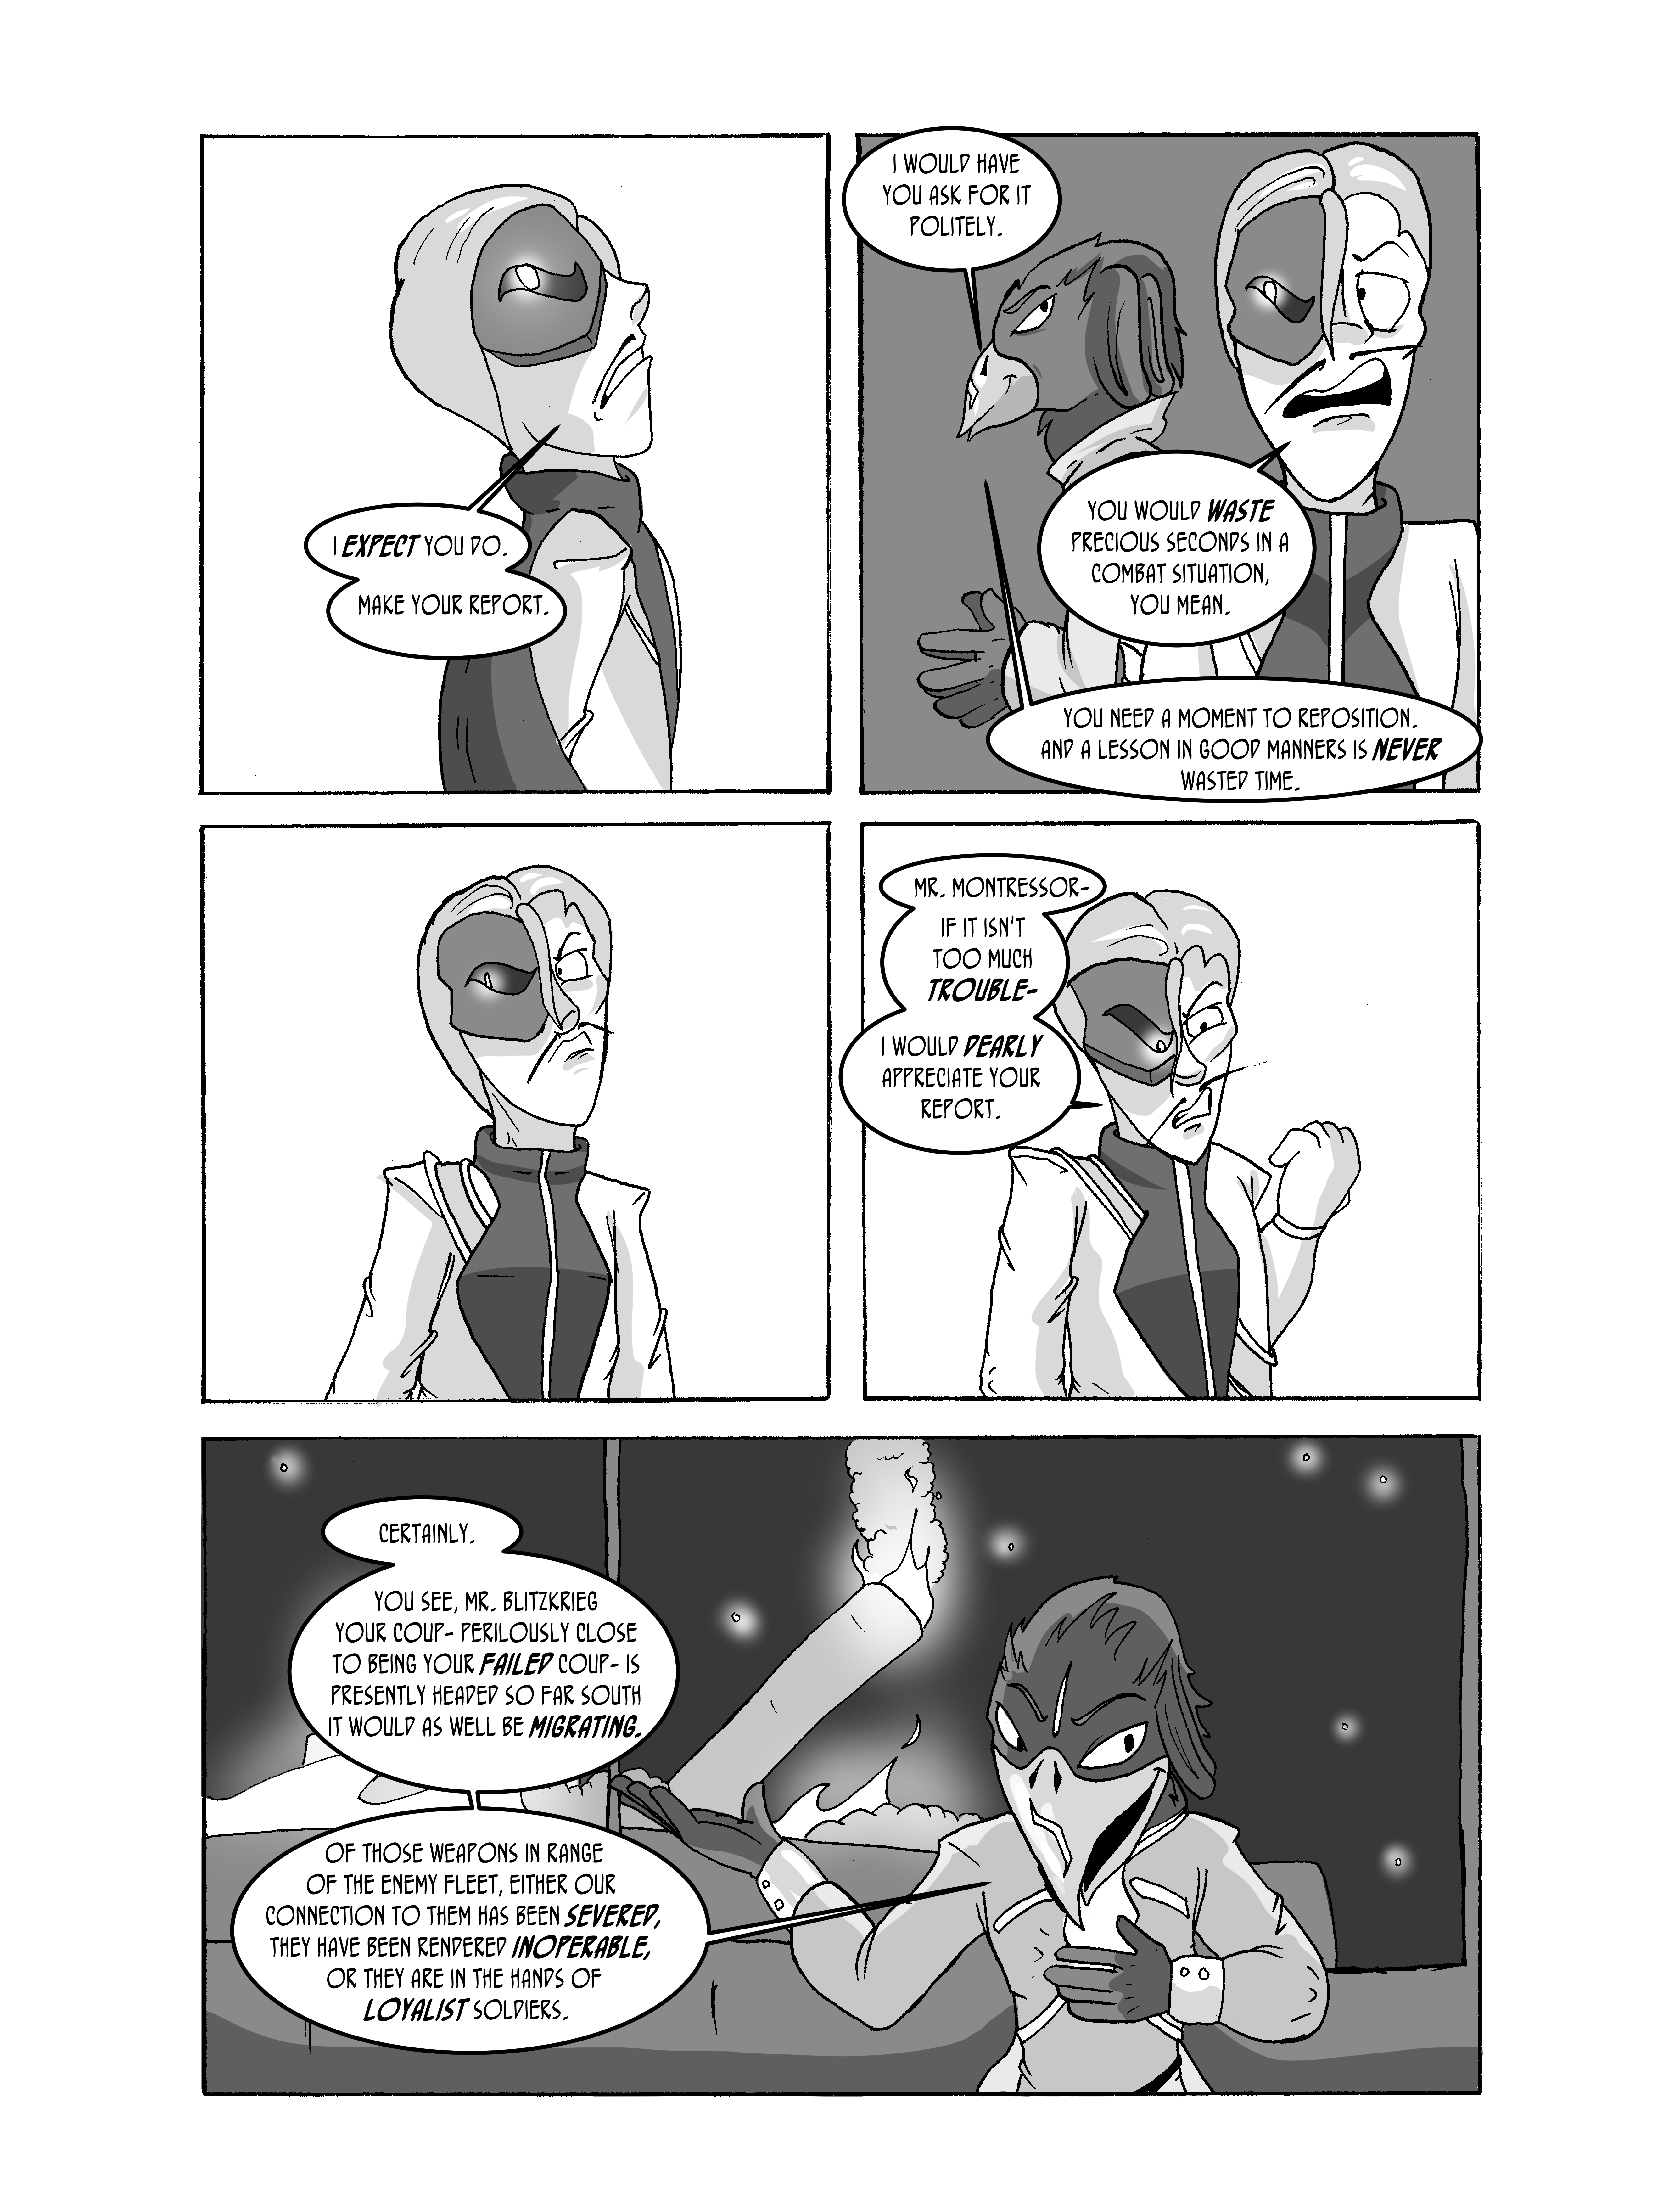 I EXPECT YOU DO.
MAKE YOUR REPORT.
I WOULD HAVE
YOU ASK FOR IT
POLITELY.
YOU WOULD WASTE
PRECIOUS SECONDS IN A
COMBAT SITUATION,
YOU MEAN.
YOU NEED A MOMENT TO REPOSITION.
AND A LESSON IN GOOD MANNERS IS NEVER
WASTED TIME.
MR. MONTRESSOR-
IF IT ISN'T
TOO MUCH
TROUBLE-
I WOULD DEARLY
APPRECIATE YOUR
REPORT.
CERTAINLY.
YOU SEE, MR. BLITZKRIEG
YOUR COUP- PERILOUSLY CLOSE
TO BEING YOUR FAILED COUP- IS
PRESENTLY HEADED SO FAR SOUTH
IT WOULD AS WELL BE MIGRATING.
OF THOSE WEAPONS IN RANGE
OF THE ENEMY FLEET, EITHER OUR
CONNECTION TO THEM HAS BEEN SEVERED,
THEY HAVE BEEN RENDERED INOPERABLE,
OR THEY ARE IN THE HANDS OF
LOYALIST SOLDIERS.